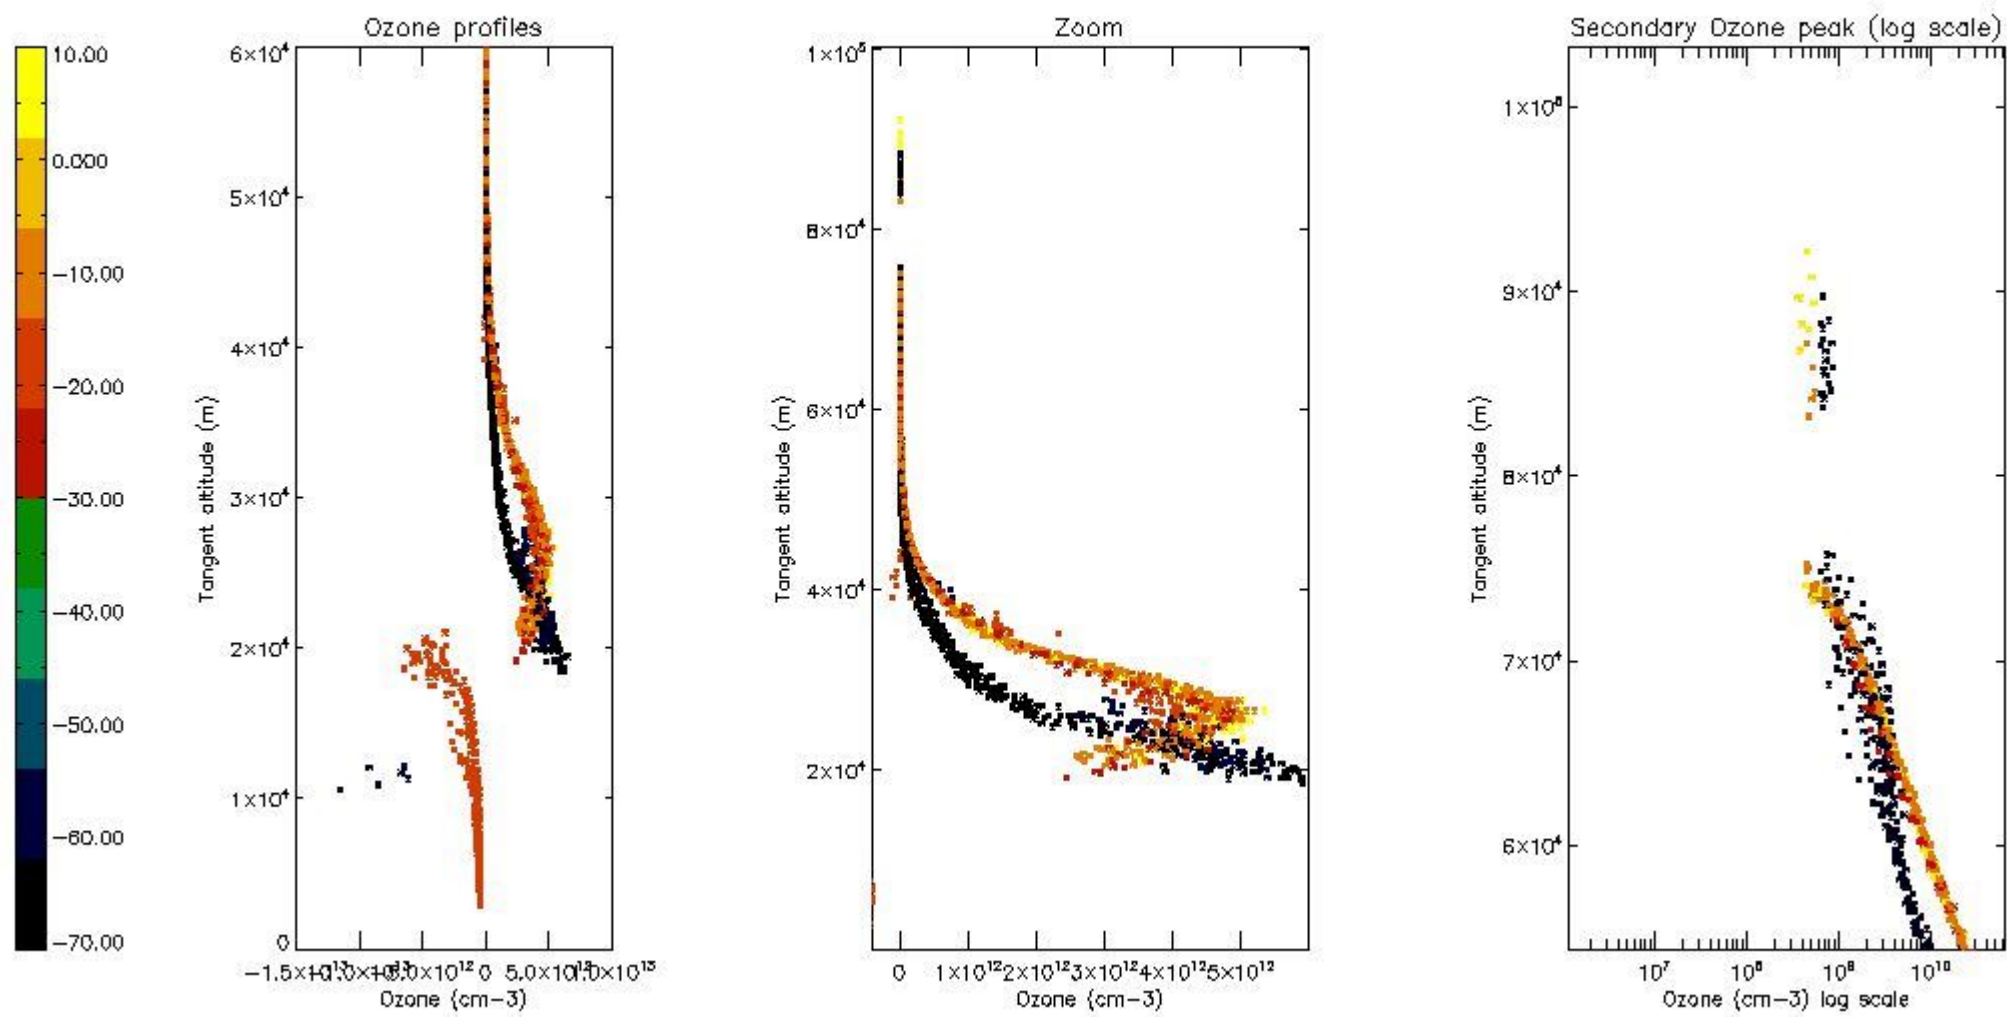 Ozone profiles
10.00
0.000
−10.00
−20.00
−30.00
−40.00
−50.00
−60.00
−70.00
6×10⁴
5×10⁴
4×10⁴
3×10⁴
2×10⁴
1×10⁴
0
Tangent altitude (m)
0
Ozone (cm−3)
Zoom
1×10⁵
8×10⁴
6×10⁴
4×10⁴
2×10⁴
Tangent altitude (m)
0 1×10¹² 2×10¹² 3×10¹² 4×10¹² 5×10¹²
Ozone (cm−3)
Secondary Ozone peak (log scale)
9×10⁴
8×10⁴
7×10⁴
6×10⁴
Tangent altitude (m)
10⁷ 10⁸ 10⁹ 10¹⁰
Ozone (cm−3) log scale